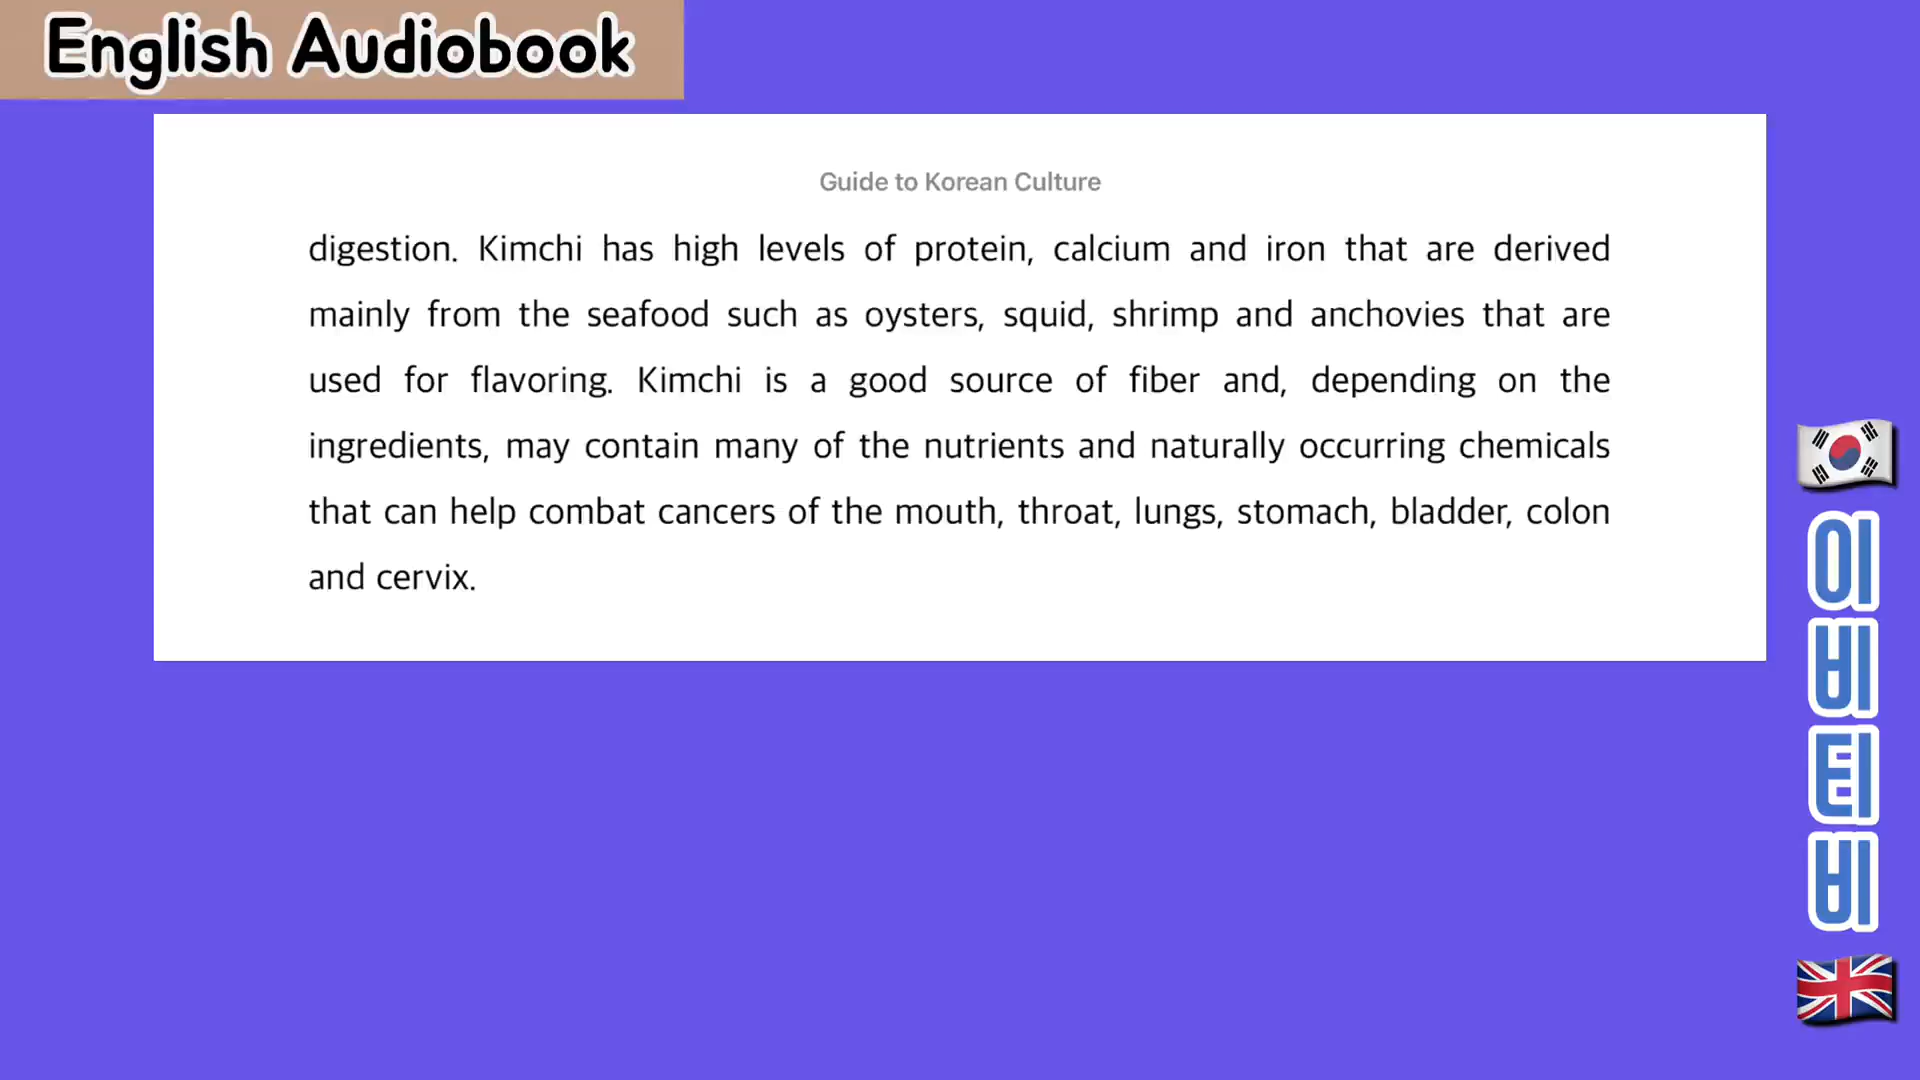 English Audiobook
Guide to Korean Culture
digestion. Kimchi has high levels of protein, calcium and iron that are derived
mainly from the seafood such as oysters, squid, shrimp and anchovies that are
used for flavoring. Kimchi is a good source of fiber and, depending on the
ingredients, may contain many of the nutrients and naturally occurring chemicals
that can help combat cancers of the mouth, throat, lungs, stomach, bladder, colon
and cervix.
이비티비